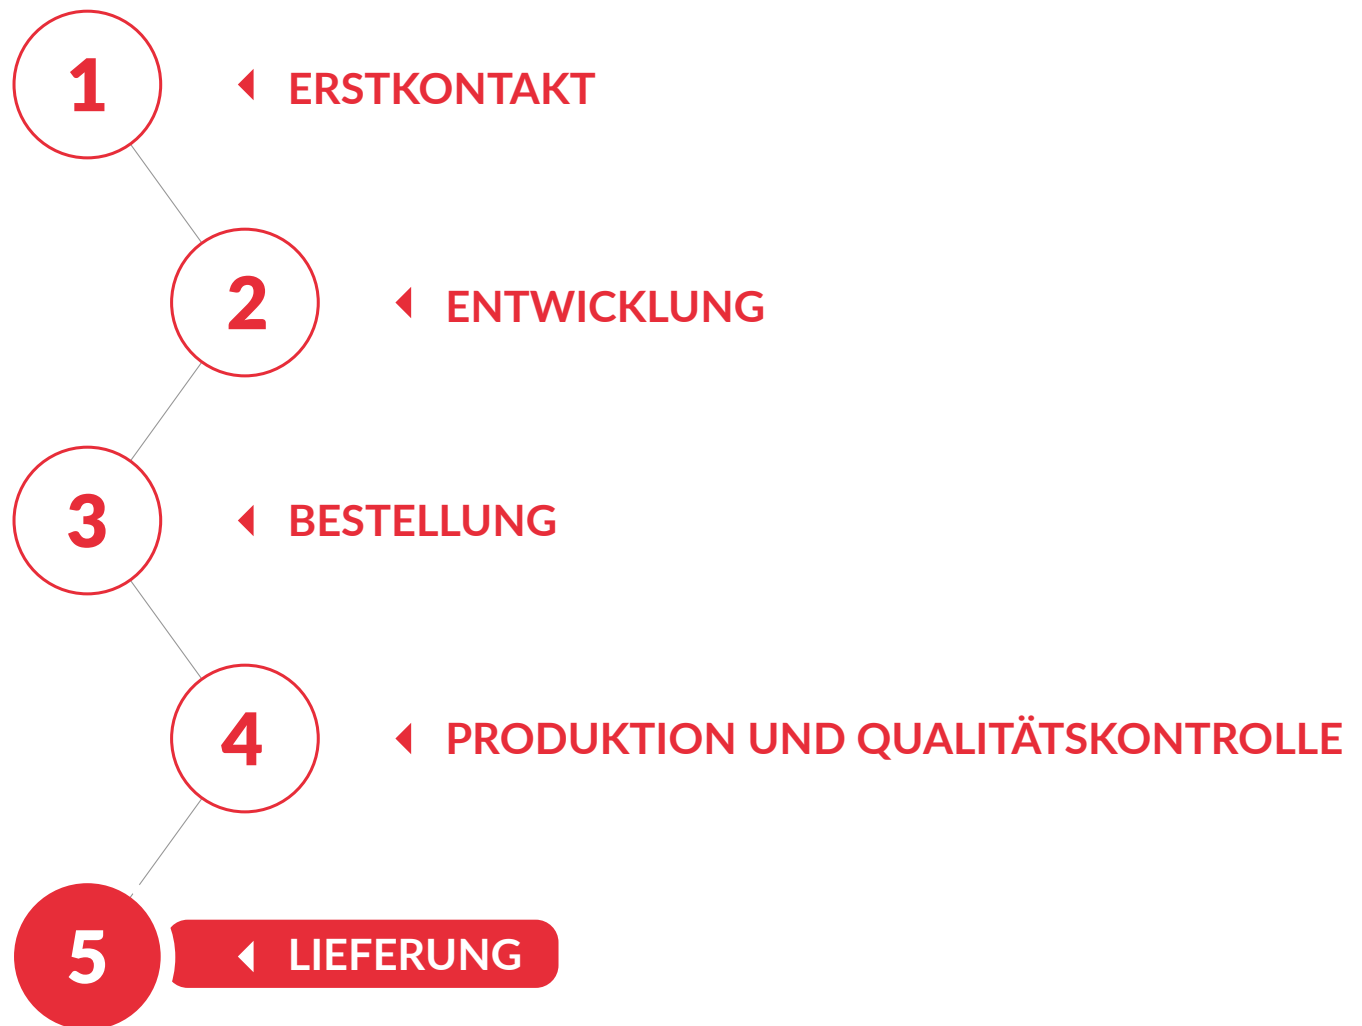 1
ERSTKONTAKT
2
ENTWICKLUNG
3
BESTELLUNG
4
PRODUKTION UND QUALITÄTSKONTROLLE
5
LIEFERUNG